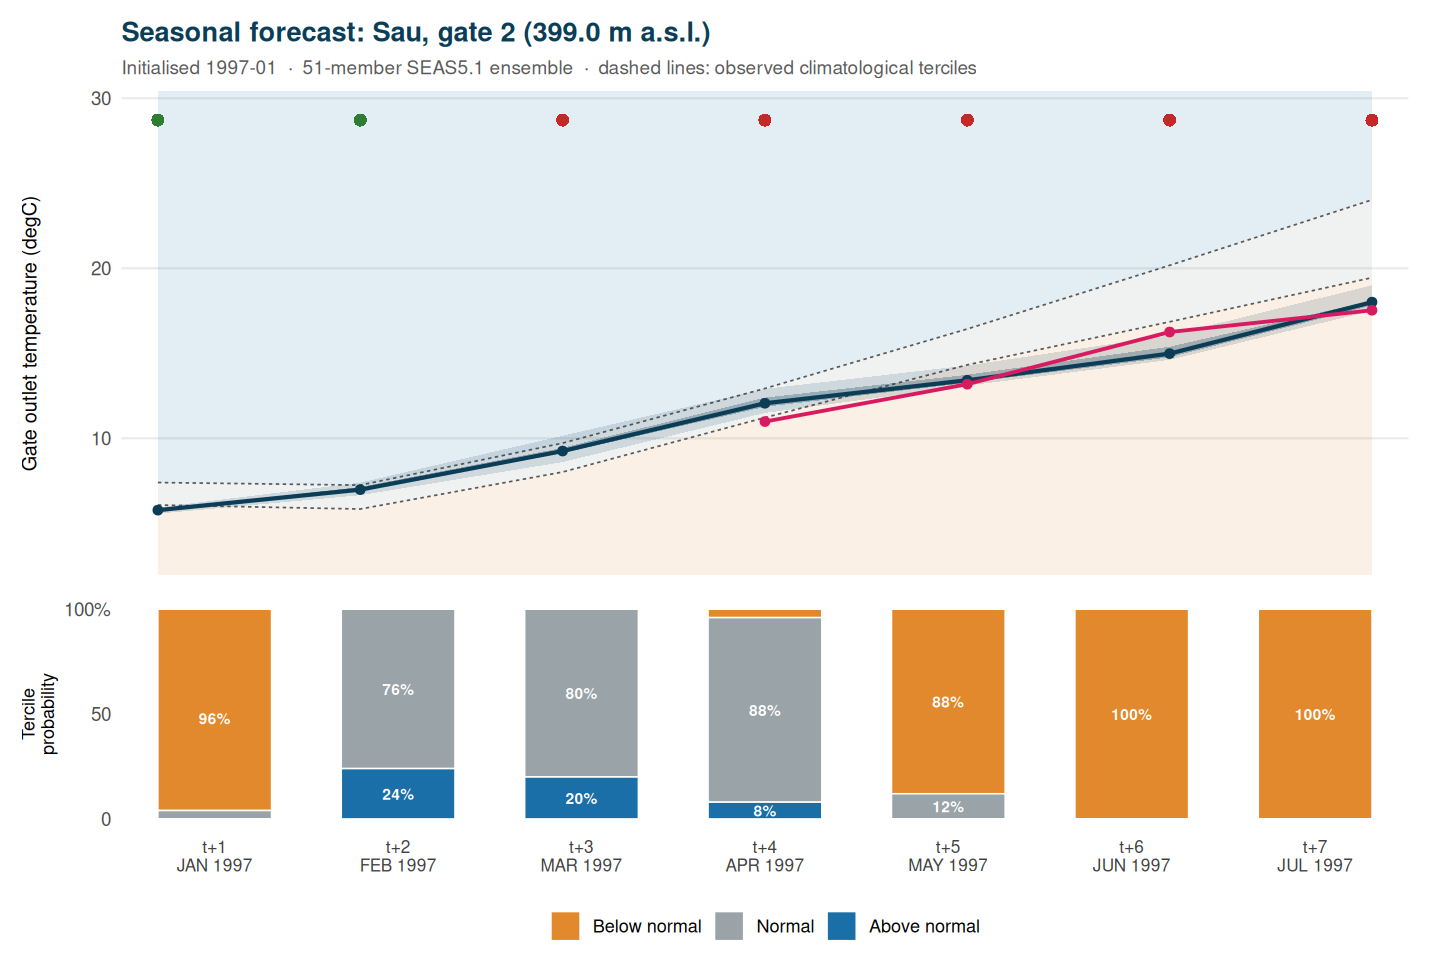 Seasonal forecast: Sau, gate 2 (399.0 m a.s.l.)
Initialised 1997-01 · 51-member SEAS5.1 ensemble · dashed lines: observed climatological terciles
30
20
10
Gate outlet temperature (degC)
100%
50
0
Tercile
probability
96%
76%
24%
80%
20%
88%
8%
88%
12%
100%
100%
t+1
JAN 1997
t+2
FEB 1997
t+3
MAR 1997
t+4
APR 1997
t+5
MAY 1997
t+6
JUN 1997
t+7
JUL 1997
Below normal
Normal
Above normal